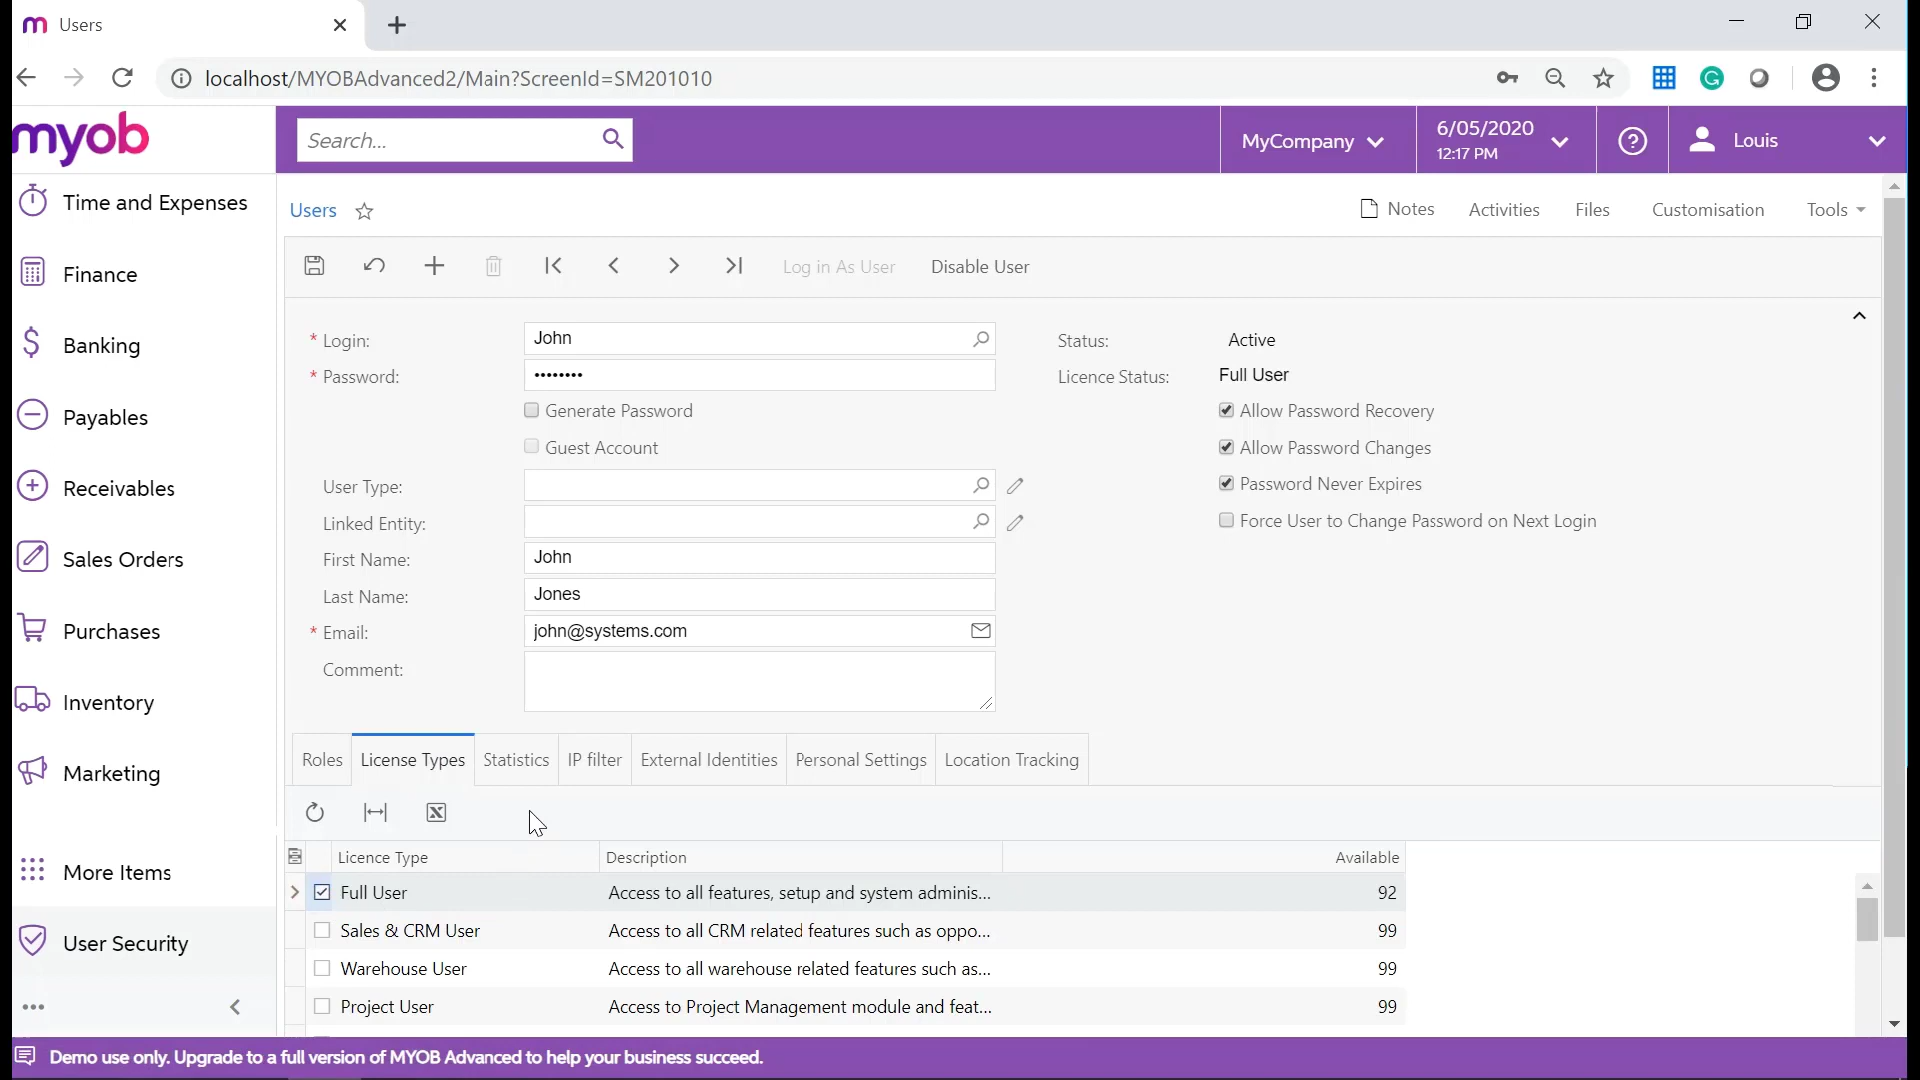 Users
localhost/MYOBAdvanced2/Main?ScreenId=SM201010
myob
Search...
MyCompany
6/05/2020
12:17 PM
Louis
Time and Expenses
Finance
Banking
Payables
Receivables
Sales Orders
Purchases
Inventory
Marketing
More Items
User Security
Users
Notes
Activities
Files
Customisation
Tools
Log in As User
Disable User
* Login:
John
* Password:
••••••••
Generate Password
Guest Account
User Type:
Linked Entity:
First Name:
John
Last Name:
Jones
* Email:
john@systems.com
Comment:
Status:
Active
Licence Status:
Full User
Allow Password Recovery
Allow Password Changes
Password Never Expires
Force User to Change Password on Next Login
Roles
License Types
Statistics
IP filter
External Identities
Personal Settings
Location Tracking
Licence Type Description Available
Full User Access to all features, setup and system adminis... 92
Sales & CRM User Access to all CRM related features such as oppo... 99
Warehouse User Access to all warehouse related features such as... 99
Project User Access to Project Management module and feat... 99
Demo use only. Upgrade to a full version of MYOB Advanced to help your business succeed.